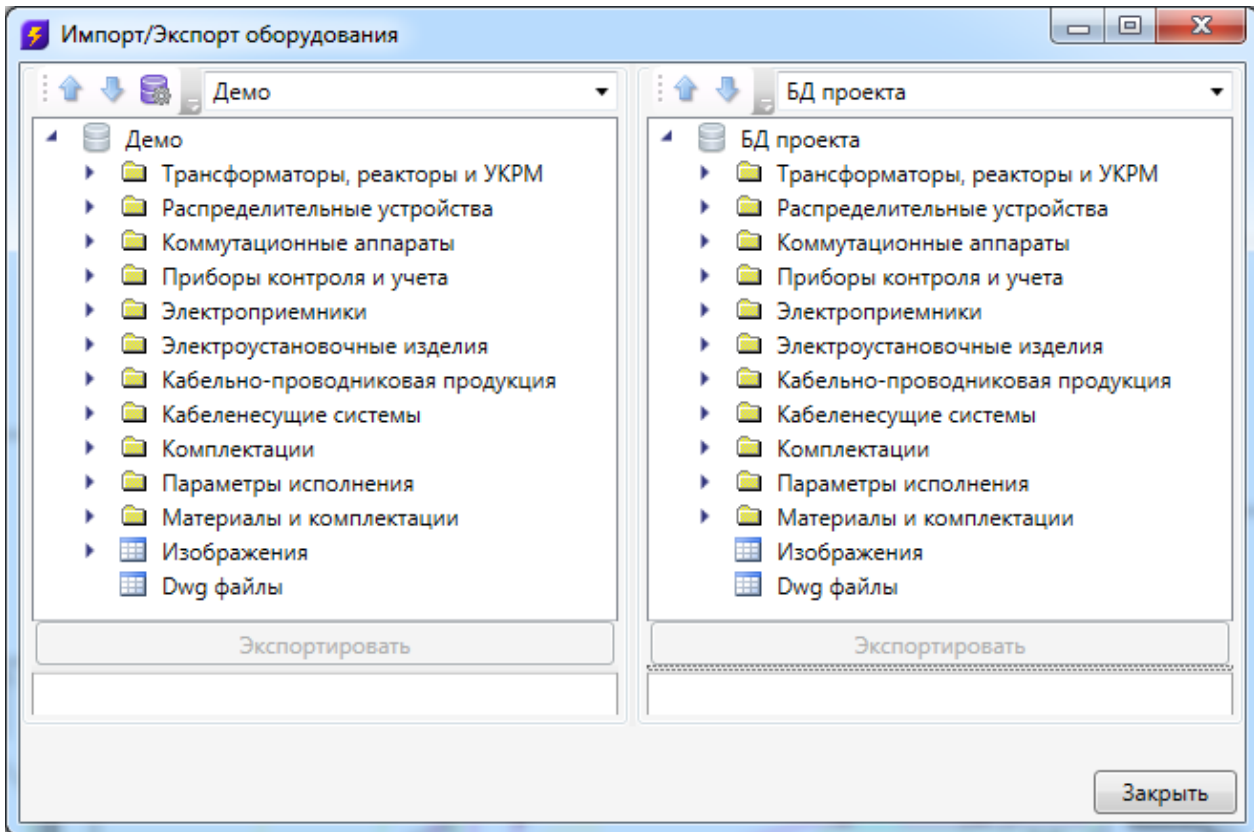 Импорт/Экспорт оборудования
Демо
Демо
Трансформаторы, реакторы и УКРМ
Распределительные устройства
Коммутационные аппараты
Приборы контроля и учета
Электроприемники
Электроустановочные изделия
Кабельно-проводниковая продукция
Кабеленесущие системы
Комплектации
Параметры исполнения
Материалы и комплектации
Изображения
Dwg файлы
Экспортировать
БД проекта
БД проекта
Трансформаторы, реакторы и УКРМ
Распределительные устройства
Коммутационные аппараты
Приборы контроля и учета
Электроприемники
Электроустановочные изделия
Кабельно-проводниковая продукция
Кабеленесущие системы
Комплектации
Параметры исполнения
Материалы и комплектации
Изображения
Dwg файлы
Экспортировать
Закрыть